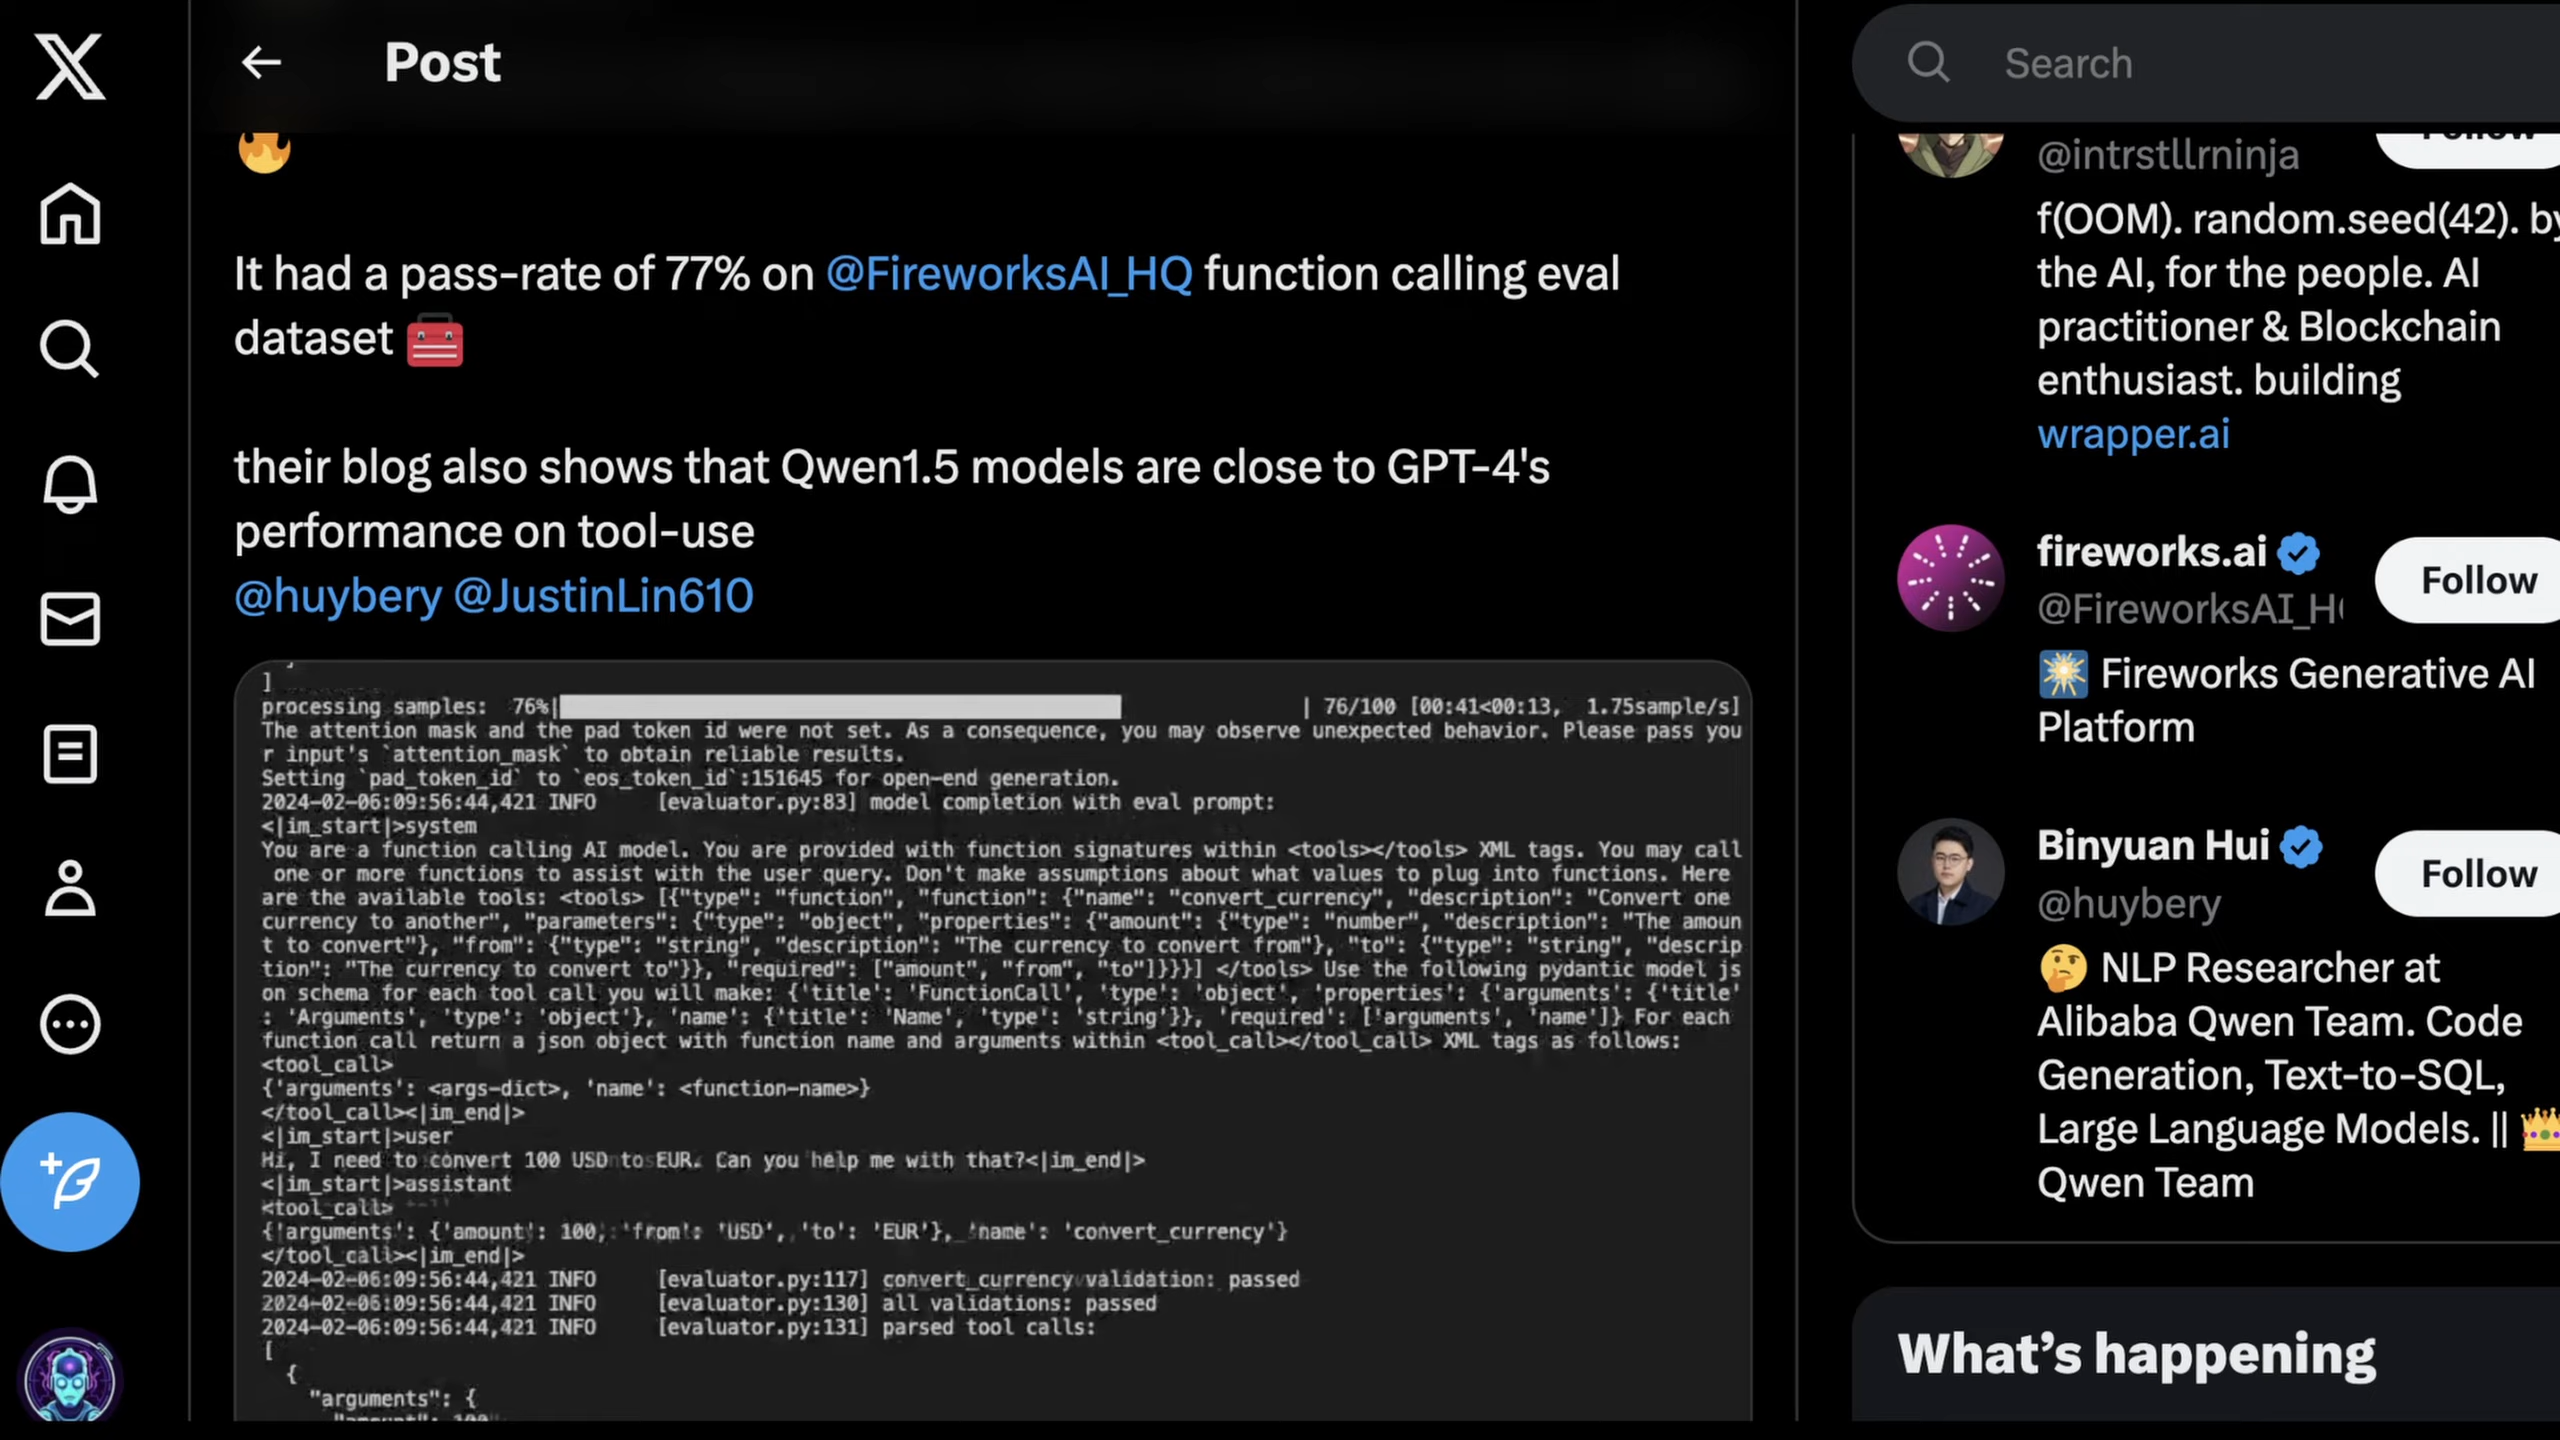 Post
It had a pass-rate of 77% on @FireworksAI_HQ function calling eval
dataset
their blog also shows that Qwen1.5 models are close to GPT-4's
performance on tool-use
@huybery @JustinLin610
]
processing samples:  76%|          | 76/100 [00:41<00:13,  1.75sample/s]
The attention mask and the pad token id were not set. As a consequence, you may observe unexpected behavior. Please pass you
r input's `attention_mask` to obtain reliable results.
Setting `pad_token_id` to `eos_token_id`:151645 for open-end generation.
2024-02-06:09:56:44,421 INFO     [evaluator.py:83] model completion with eval prompt:
<|im_start|>system
You are a function calling AI model. You are provided with function signatures within <tools></tools> XML tags. You may call
 one or more functions to assist with the user query. Don't make assumptions about what values to plug into functions. Here
are the available tools: <tools> [{"type": "function", "function": {"name": "convert_currency", "description": "Convert one
currency to another", "parameters": {"type": "object", "properties": {"amount": {"type": "number", "description": "The amoun
t to convert"}, "from": {"type": "string", "description": "The currency to convert from"}, "to": {"type": "string", "descrip
tion": "The currency to convert to"}}, "required": ["amount", "from", "to"]}}}] </tools> Use the following pydantic model js
on schema for each tool call you will make: {'title': 'FunctionCall', 'type': 'object', 'properties': {'arguments': {'title'
: 'Arguments', 'type': 'object'}, 'name': {'title': 'Name', 'type': 'string'}}, 'required': ['arguments', 'name']} For each
function call return a json object with function name and arguments within <tool_call></tool_call> XML tags as follows:
<tool_call>
{'arguments': <args-dict>, 'name': <function-name>}
</tool_call><|im_end|>
<|im_start|>user
Hi, I need to convert 100 USD to EUR. Can you help me with that?<|im_end|>
<|im_start|>assistant
<tool_call>
{'arguments': {'amount': 100, 'from': 'USD', 'to': 'EUR'}, 'name': 'convert_currency'}
</tool_call><|im_end|>
2024-02-06:09:56:44,421 INFO     [evaluator.py:117] convert_currency validation: passed
2024-02-06:09:56:44,421 INFO     [evaluator.py:130] all validations: passed
2024-02-06:09:56:44,421 INFO     [evaluator.py:131] parsed tool calls:
[
{
"arguments": {
Search
@intrstllrninja
f(OOM). random.seed(42). by
the AI, for the people. AI
practitioner & Blockchain
enthusiast. building
wrapper.ai
fireworks.ai
Follow
@FireworksAI_H
Fireworks Generative AI
Platform
Binyuan Hui
Follow
@huybery
NLP Researcher at
Alibaba Qwen Team. Code
Generation, Text-to-SQL,
Large Language Models. ||
Qwen Team
What's happening